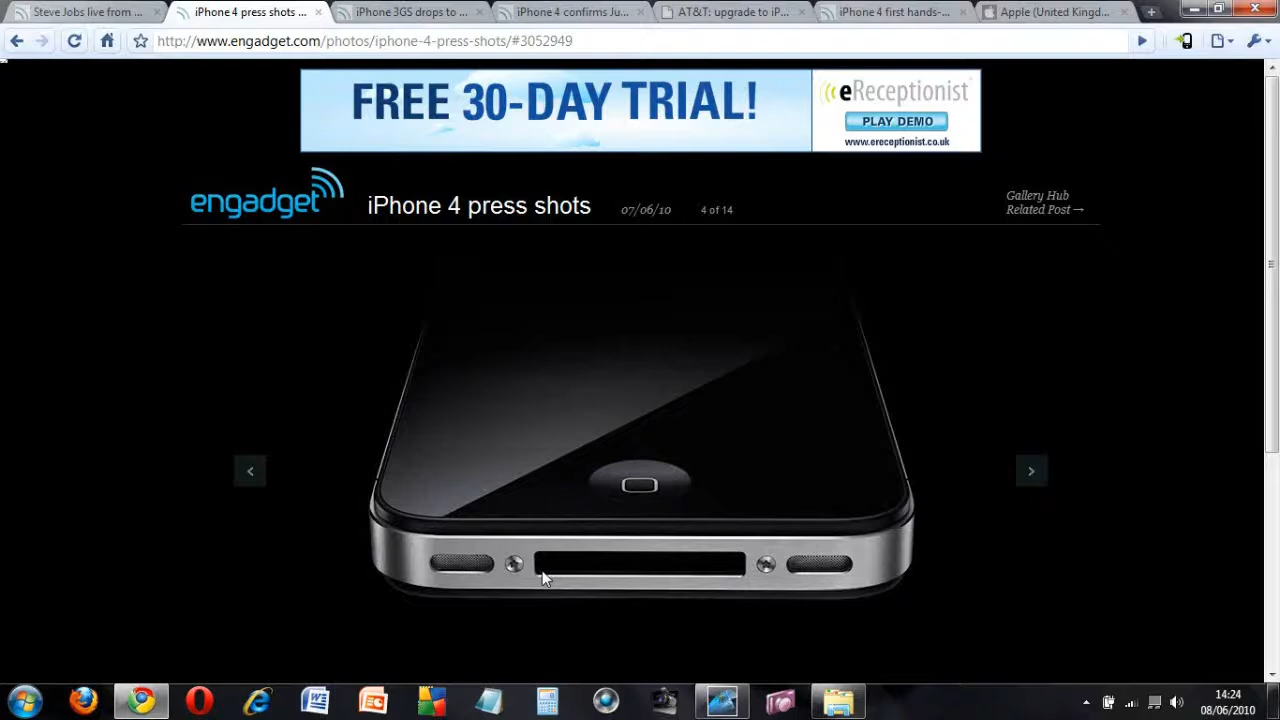 Steve Jobs live from ...
iPhone 4 press shots ...
iPhone 3GS drops to ...
iPhone 4 confirms Ju...
AT&T: upgrade to iP...
iPhone 4 first hands-...
Apple (United Kingd...
http://www.engadget.com/photos/iphone-4-press-shots/#3052949
FREE 30-DAY TRIAL!
eReceptionist
PLAY DEMO
www.ereceptionist.co.uk
engadget
iPhone 4 press shots
07/06/10
4 of 14
Gallery Hub
Related Post →
14:24
08/06/2010